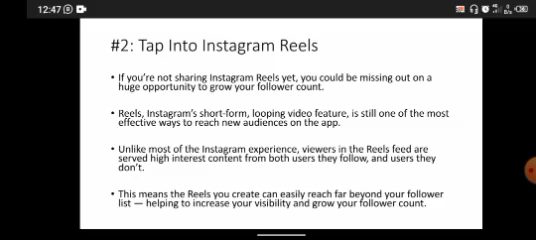 12:47
#2: Tap Into Instagram Reels
• If you're not sharing Instagram Reels yet, you could be missing out on a
huge opportunity to grow your follower count.
• Reels, Instagram's short-form, looping video feature, is still one of the most
effective ways to reach new audiences on the app.
• Unlike most of the Instagram experience, viewers in the Reels feed are
served high interest content from both users they follow, and users they
don't.
• This means the Reels you create can easily reach far beyond your follower
list — helping to increase your visibility and grow your follower count.